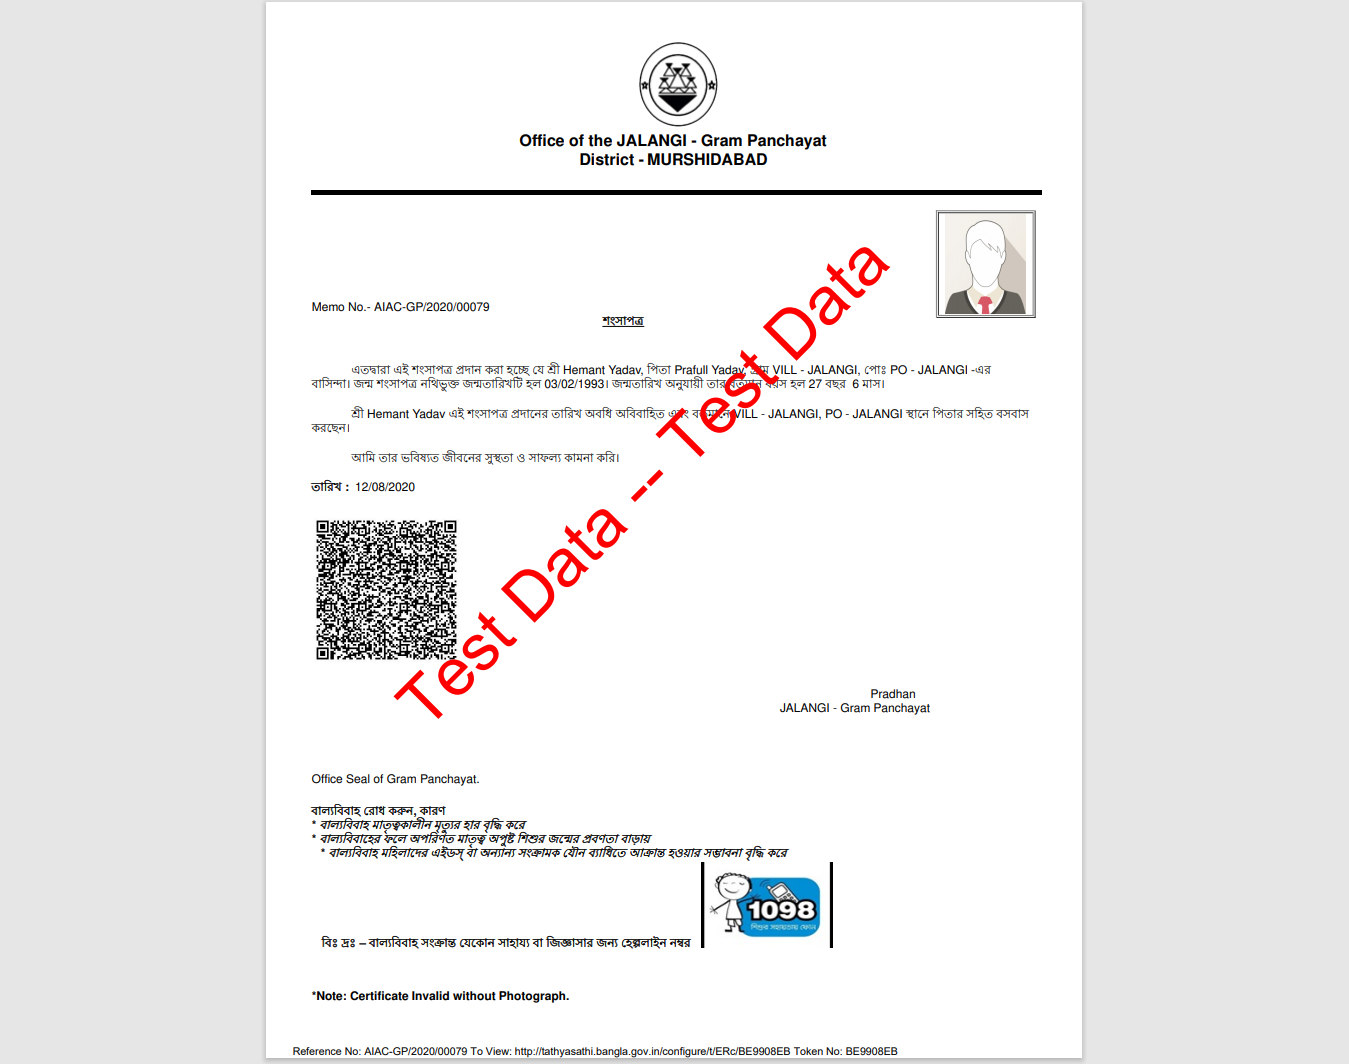 Office of the JALANGI - Gram Panchayat
District - MURSHIDABAD
Memo No.- AIAC-GP/2020/00079
শংসাপত্র
এতদ্বারা এই শংসাপত্র প্রদান করা হচ্ছে যে শ্রী Hemant Yadav, পিতা Prafull Yadav, গ্রাম VILL - JALANGI, পোঃ PO - JALANGI -এর
বাসিন্দা। জন্ম শংসাপত্র নথিভুক্ত জন্মতারিখটি হল 03/02/1993। জন্মতারিখ অনুযায়ী তার বর্তমান বয়স হল 27 বছর 6 মাস।
শ্রী Hemant Yadav এই শংসাপত্র প্রদানের তারিখ অবধি অবিবাহিত এবং বর্তমানে VILL - JALANGI, PO - JALANGI স্থানে পিতার সহিত বসবাস
করছেন।
আমি তার ভবিষ্যত জীবনের সুস্থতা ও সাফল্য কামনা করি।
তারিখ : 12/08/2020
Test Data -- Test Data
Pradhan
JALANGI - Gram Panchayat
Office Seal of Gram Panchayat.
বাল্যবিবাহ রোধ করুন, কারণ
* বাল্যবিবাহ মাতৃত্বকালীন মৃত্যুর হার বৃদ্ধি করে
* বাল্যবিবাহের ফলে অপরিণত মাতৃত্ব অপুষ্ট শিশুর জন্মের প্রবণতা বাড়ায়
* বাল্যবিবাহ মহিলাদের এইডস্ বা অন্যান্য সংক্রামক যৌন ব্যাধিতে আক্রান্ত হওয়ার সম্ভাবনা বৃদ্ধি করে
1098
শিশুর সহায়তায় ফোন
বিঃ দ্রঃ – বাল্যবিবাহ সংক্রান্ত যেকোন সাহায্য বা জিজ্ঞাসার জন্য হেল্পলাইন নম্বর
*Note: Certificate Invalid without Photograph.
Reference No: AIAC-GP/2020/00079 To View: http://tathyasathi.bangla.gov.in/configure/t/ERc/BE9908EB Token No: BE9908EB